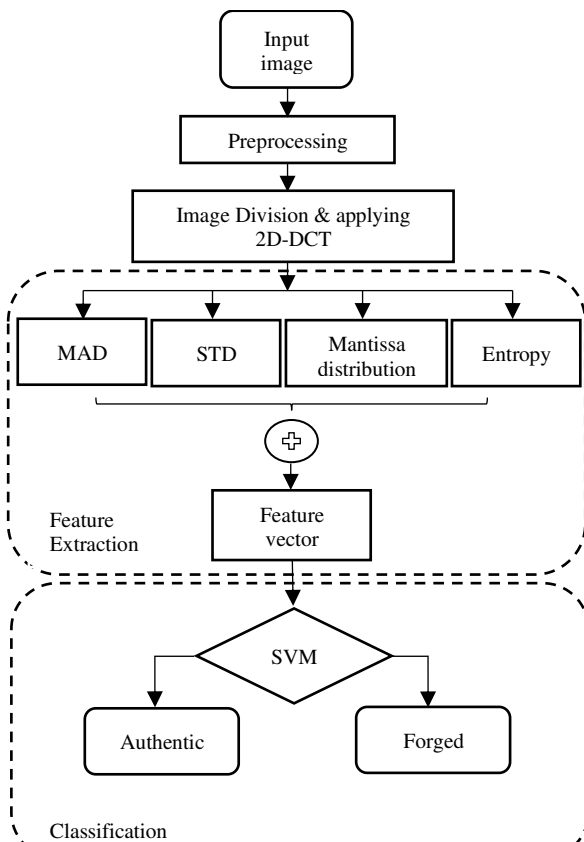 Input
image
Preprocessing
Image Division & applying
2D-DCT
MAD
STD
Mantissa
distribution
Entropy
Feature
vector
Feature
Extraction
SVM
Authentic
Forged
Classification